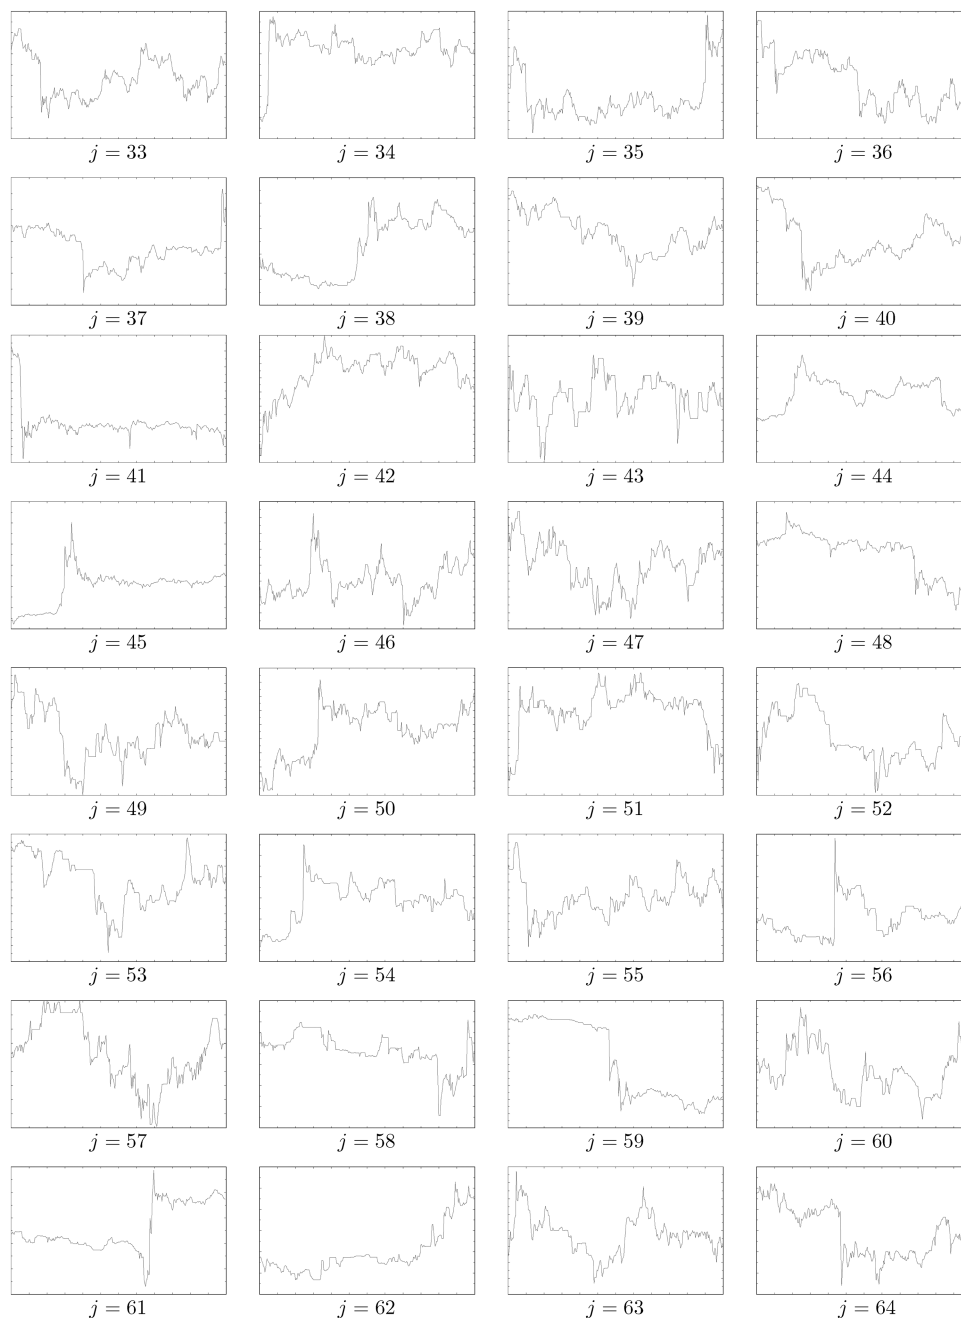 j = 33 j = 34 j = 35 j = 36
j = 37 j = 38 j = 39 j = 40
j = 41 j = 42 j = 43 j = 44
j = 45 j = 46 j = 47 j = 48
j = 49 j = 50 j = 51 j = 52
j = 53 j = 54 j = 55 j = 56
j = 57 j = 58 j = 59 j = 60
j = 61 j = 62 j = 63 j = 64